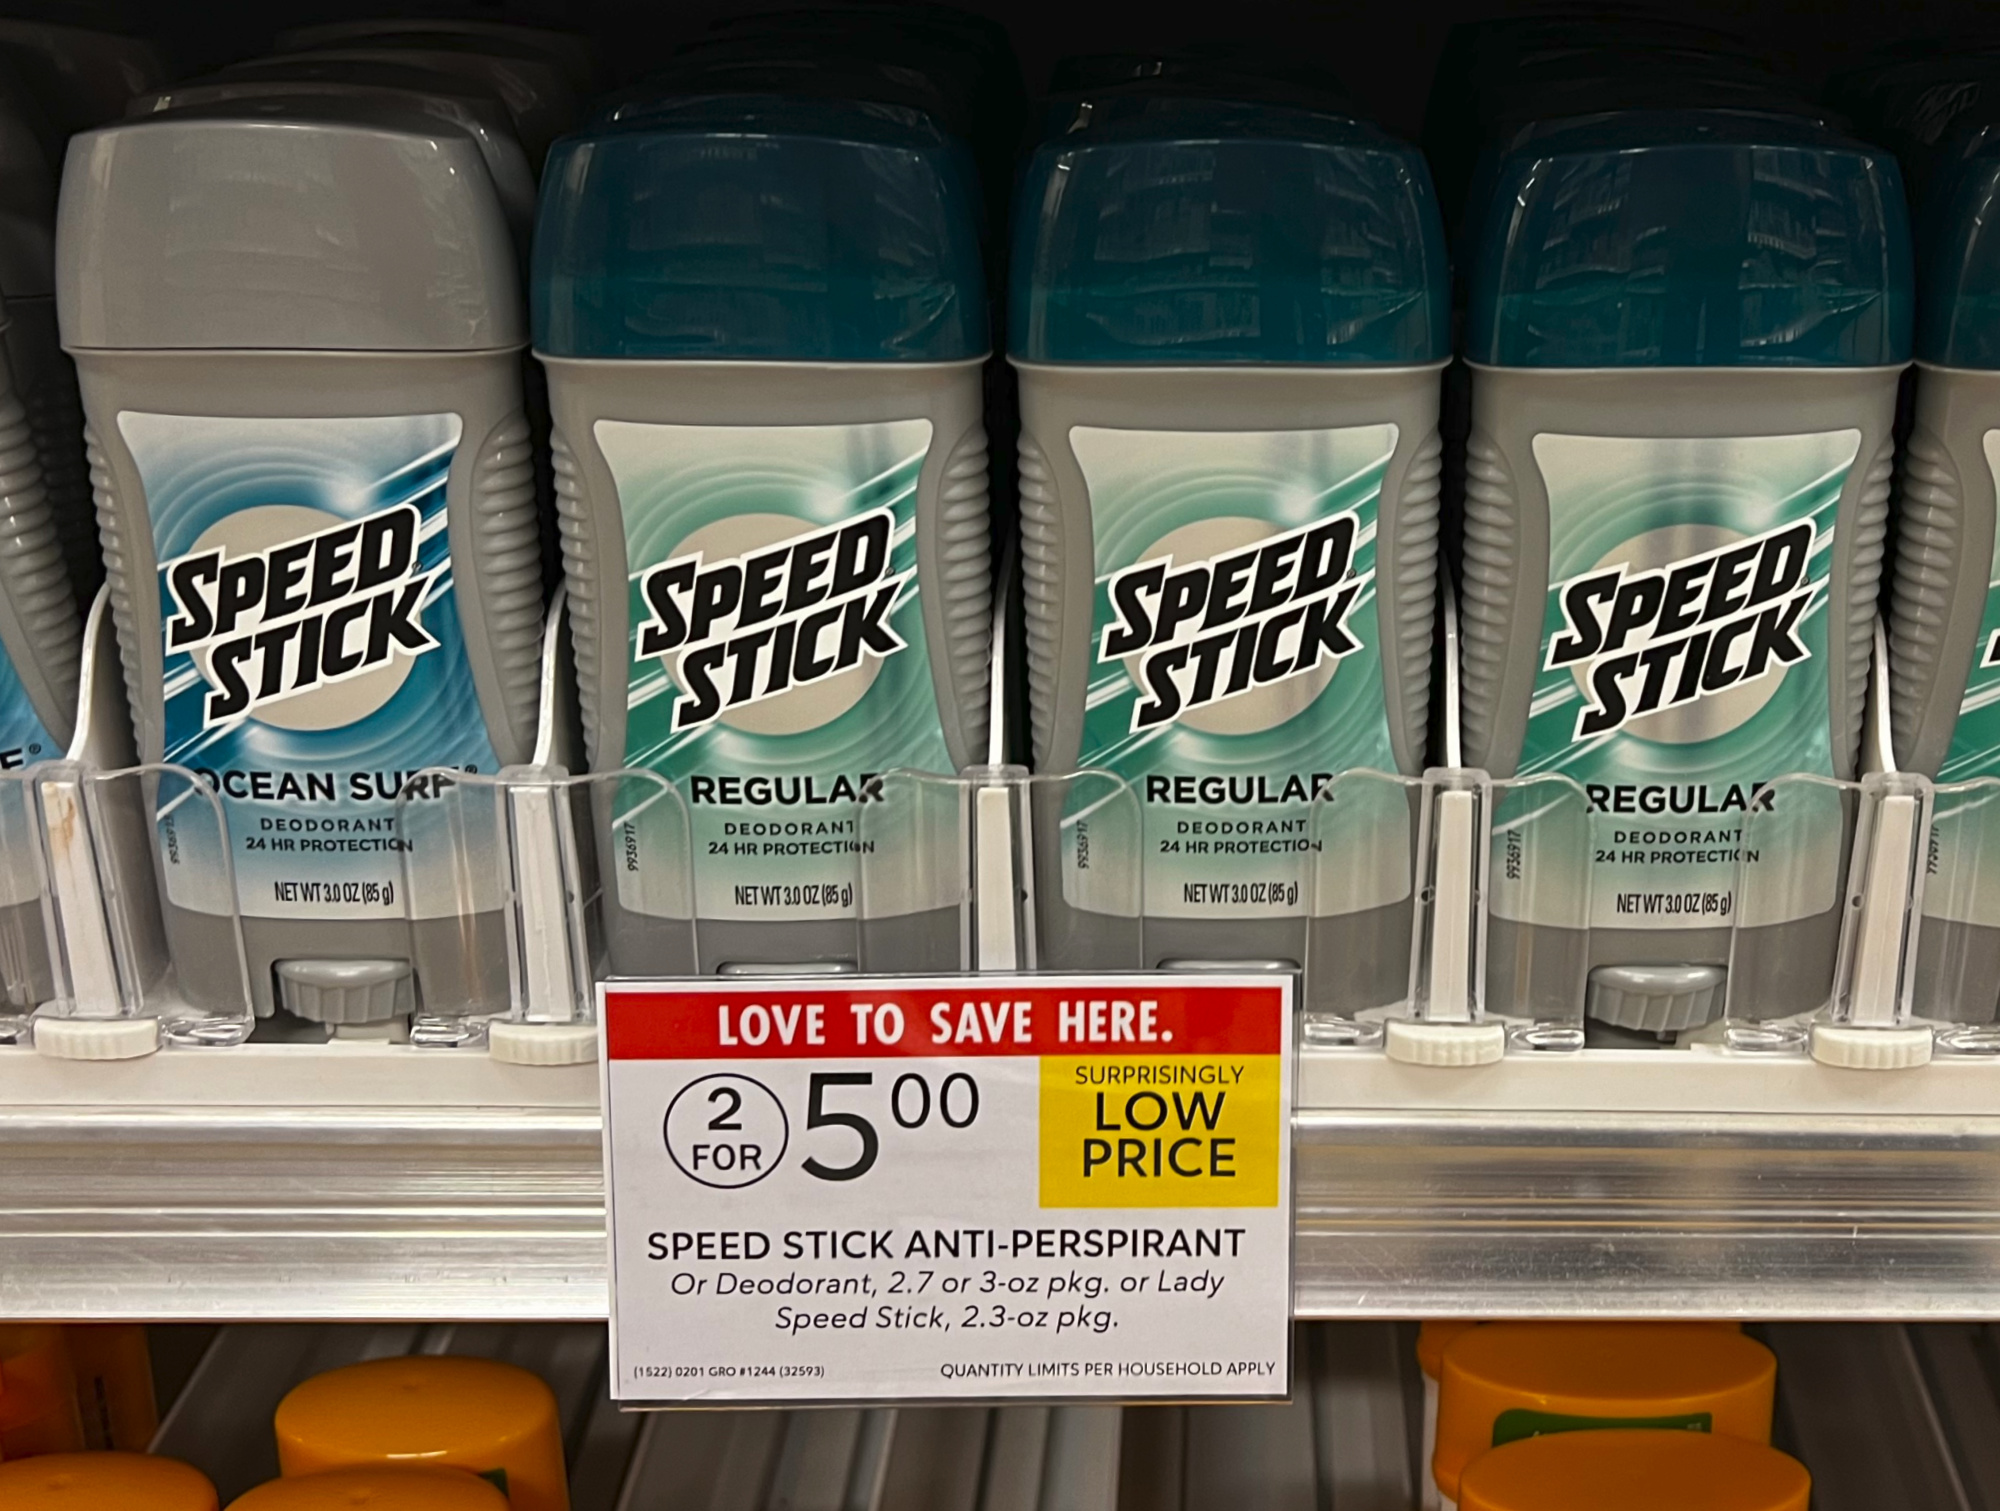 SPEED
STICK
OCEAN SURF®
DEODORANT
24 HR PROTECTION
NET WT 3.0 OZ (85 g)
9936913
SPEED
STICK
REGULAR
DEODORANT
24 HR PROTECTION
NET WT 3.0 OZ (85 g)
9936917
SPEED
STICK
REGULAR
DEODORANT
24 HR PROTECTION
NET WT 3.0 OZ (85 g)
9936917
SPEED
STICK
REGULAR
DEODORANT
24 HR PROTECTION
NET WT 3.0 OZ (85 g)
9936917
LOVE TO SAVE HERE.
2 FOR 5 00
SURPRISINGLY
LOW
PRICE
SPEED STICK ANTI-PERSPIRANT
Or Deodorant, 2.7 or 3-oz pkg. or Lady
Speed Stick, 2.3-oz pkg.
(1522) 0201 GRO #1244 (32593) QUANTITY LIMITS PER HOUSEHOLD APPLY